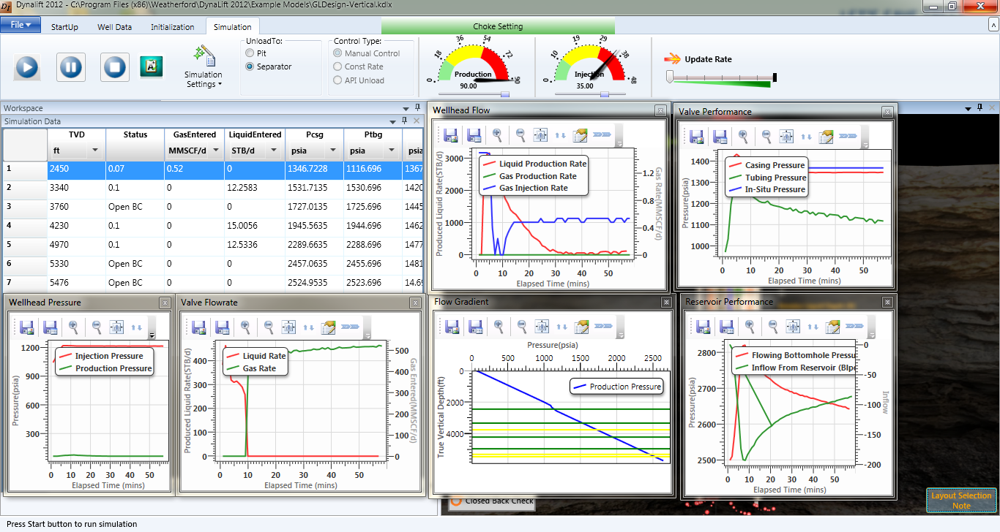 Dynalift 2012 - C:\Program Files (x86)\Weatherford\DynaLift 2012\Example Models\GLDesign-Vertical.kdlx
File StartUp Well Data Initialization Simulation Choke Setting
UnloadTo: Control Type:
Pit Manual Control
Separator Const Rate
API Unload
Simulation
Settings
0 18 36 54 72 90
Production
90.00
0 10 19 29 38 48
Injection
35.00
Update Rate
Workspace
Simulation Data
TVD Status GasEntered LiquidEntered Pcsg Ptbg
ft MMSCF/d STB/d psia psia psia
1 2450 0.07 0.52 0 1346.7228 1116.696 1367
2 3340 0.1 0 12.2583 1531.7135 1530.696 1420
3 3760 Open BC 0 0 1727.0135 1725.696 1445
4 4230 0.1 0 15.0056 1945.5635 1944.696 1462
5 4970 0.1 0 12.5336 2289.6635 2288.696 1477
6 5330 Open BC 0 0 2457.0635 2455.696 1481
7 5476 Open BC 0 0 2524.9535 2523.696 14.69
Wellhead Flow
Liquid Production Rate
Gas Production Rate
Gas Injection Rate
Produced Liquid Rate(STB/d)
3000
2000
1000
0
Gas Rate(MMSCF/d)
1.2
0.8
0.4
0
0 10 20 30 40 50
Elapsed Time (mins)
Valve Performance
Casing Pressure
Tubing Pressure
In-Situ Pressure
Pressure(psia)
1400
1300
1200
1100
1000
0 10 20 30 40 50
Elapsed Time (mins)
Wellhead Pressure
Injection Pressure
Production Pressure
Pressure(psia)
1200
900
600
300
0 10 20 30 40 50
Elapsed Time (mins)
Valve Flowrate
Liquid Rate
Gas Rate
Produced Liquid Rate(STB/d)
400
300
200
100
0
Gas Entered(MMSCF/d)
500
400
300
200
100
0
0 10 20 30 40 50
Elapsed Time (mins)
Flow Gradient
Pressure(psia)
0 500 1000 1500 2000 2500
Production Pressure
True Vertical Depth(ft)
0
2000
4000
Reservoir Performance
Flowing Bottomhole Pressu
Inflow From Reservoir (Blpd
Pressure(psia)
2800
2700
2600
2500
Inflow
0
-50
-100
-150
-200
0 10 20 30 40 50
Elapsed Time (mins)
Closed Back Check
Layout Selection
Note
Press Start button to run simulation